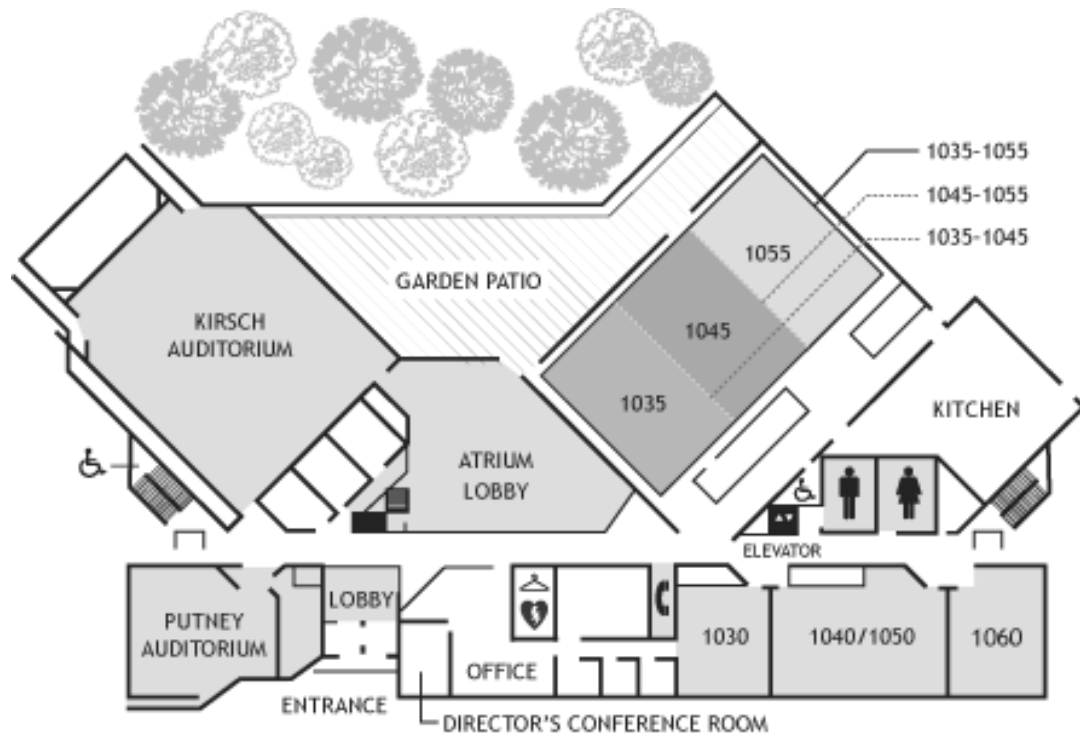 1035-1055
1045-1055
1035-1045
1055
GARDEN PATIO
KIRSCH
AUDITORIUM
1045
1035
KITCHEN
ATRIUM
LOBBY
ELEVATOR
LOBBY
PUTNEY
AUDITORIUM
1030
1040/1050
1060
OFFICE
ENTRANCE
DIRECTOR'S CONFERENCE ROOM